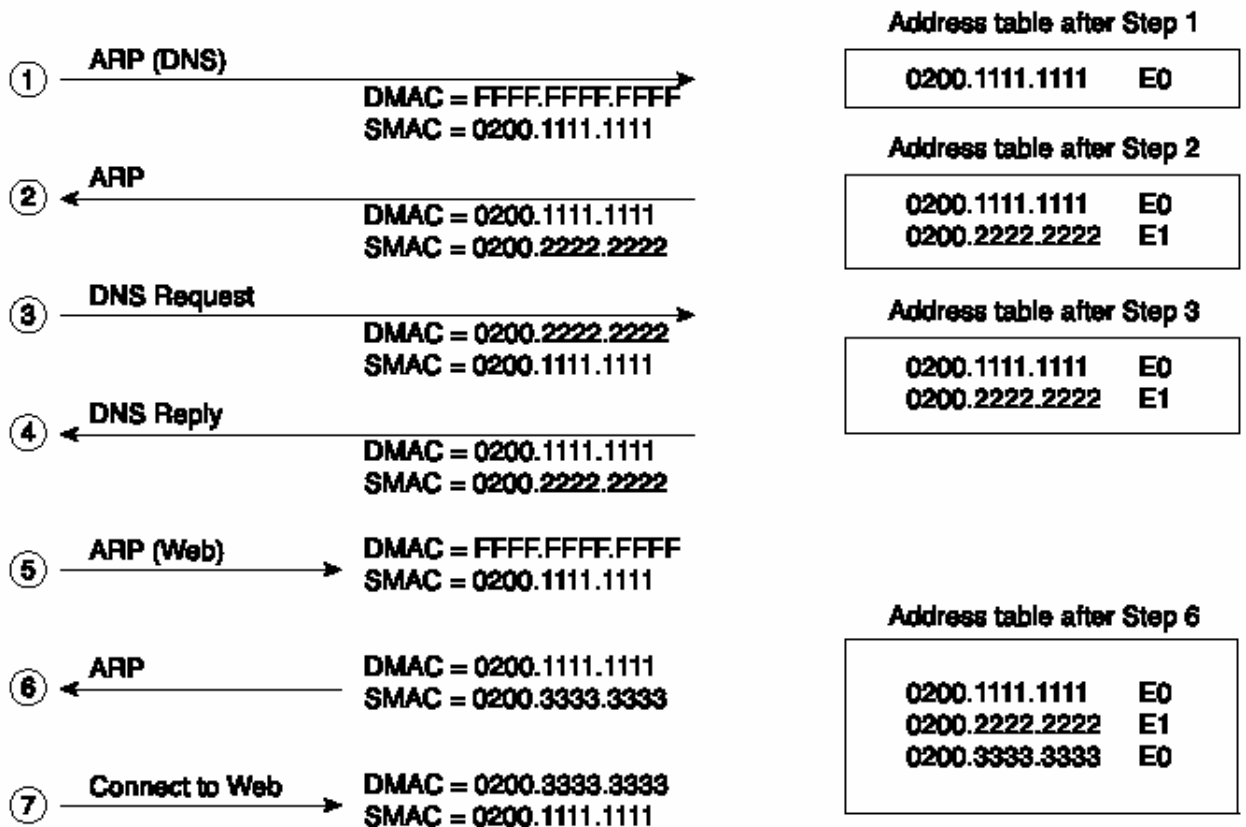 1 ARP (DNS)
DMAC = FFFF.FFFF.FFFF
SMAC = 0200.1111.1111
Address table after Step 1
0200.1111.1111 E0
2 ARP
DMAC = 0200.1111.1111
SMAC = 0200.2222.2222
Address table after Step 2
0200.1111.1111 E0
0200.2222.2222 E1
3 DNS Request
DMAC = 0200.2222.2222
SMAC = 0200.1111.1111
Address table after Step 3
0200.1111.1111 E0
0200.2222.2222 E1
4 DNS Reply
DMAC = 0200.1111.1111
SMAC = 0200.2222.2222
5 ARP (Web)
DMAC = FFFF.FFFF.FFFF
SMAC = 0200.1111.1111
6 ARP
DMAC = 0200.1111.1111
SMAC = 0200.3333.3333
Address table after Step 6
0200.1111.1111 E0
0200.2222.2222 E1
0200.3333.3333 E0
7 Connect to Web
DMAC = 0200.3333.3333
SMAC = 0200.1111.1111